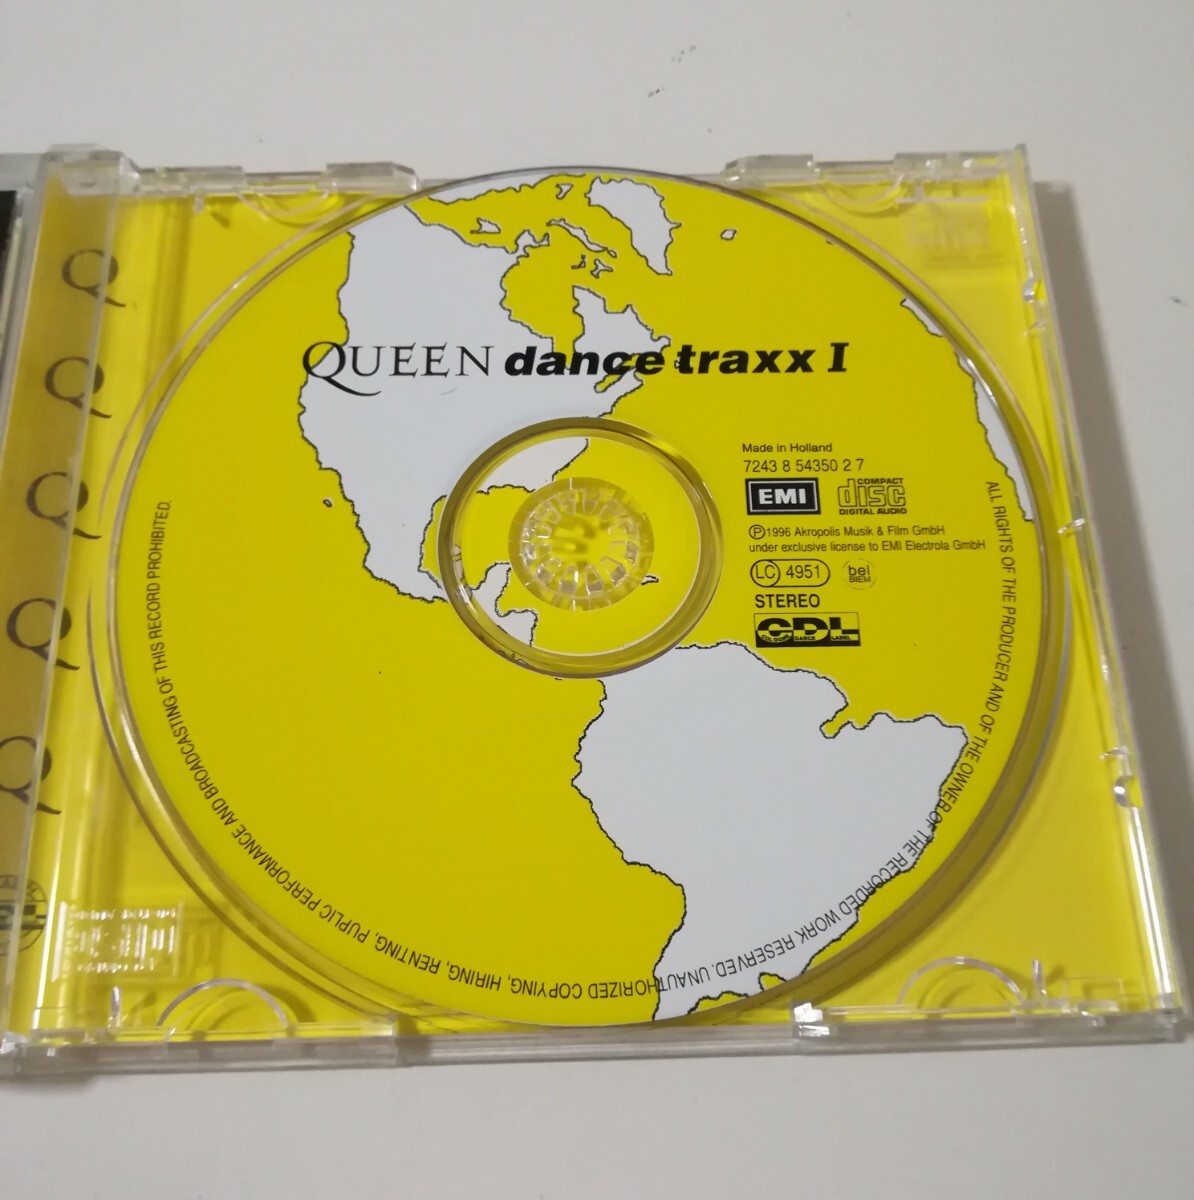 Q
Q
Q
Q
Q
QUEEN dance traxx I
Made in Holland
7243 8 54350 2 7
EMI
COMPACT
disc
DIGITAL AUDIO
℗1996 Akropolis Musik & Film GmbH
under exclusive license to EMI Electrola GmbH
LC 4951
bel
BIEM
STEREO
CDL
COLOGNE DANCE LABEL
ALL RIGHTS OF THE PRODUCER AND OF THE OWNER OF THE RECORDED WORK RESERVED. UNAUTHORIZED COPYING, HIRING, RENTING, PUPLIC PERFORMANCE AND BROADCASTING OF THIS RECORD PROHIBITED.